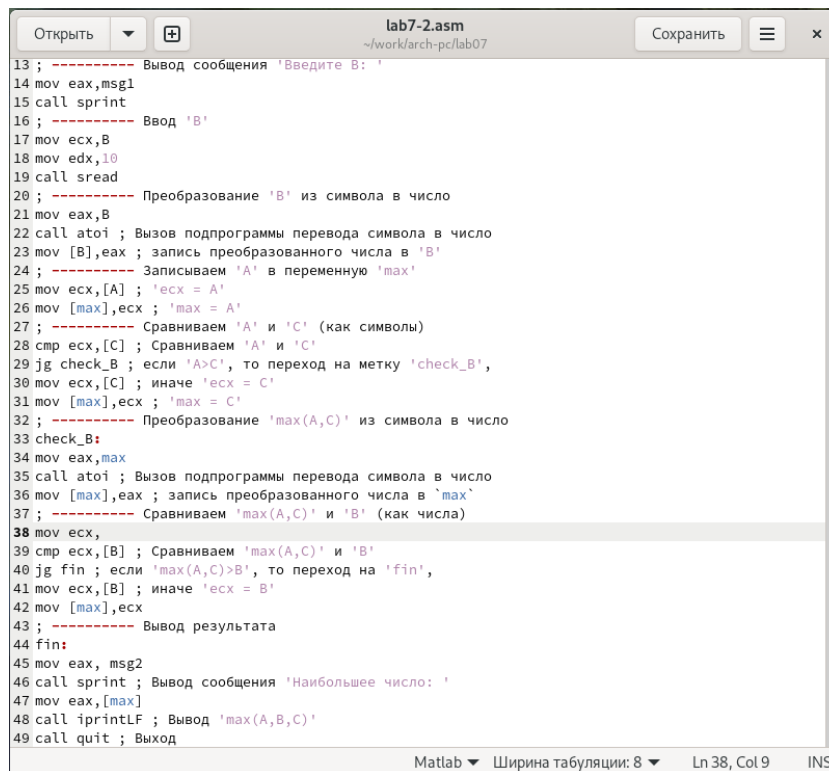 Открыть
lab7-2.asm
~/work/arch-pc/lab07
Сохранить
13 ; ---------- Вывод сообщения 'Введите B: '
14 mov eax,msg1
15 call sprint
16 ; ---------- Ввод 'B'
17 mov ecx,B
18 mov edx,10
19 call sread
20 ; ---------- Преобразование 'B' из символа в число
21 mov eax,B
22 call atoi ; Вызов подпрограммы перевода символа в число
23 mov [B],eax ; запись преобразованного числа в 'B'
24 ; ---------- Записываем 'A' в переменную 'max'
25 mov ecx,[A] ; 'ecx = A'
26 mov [max],ecx ; 'max = A'
27 ; ---------- Сравниваем 'A' и 'С' (как символы)
28 cmp ecx,[C] ; Сравниваем 'A' и 'С'
29 jg check_B ; если 'A>C', то переход на метку 'check_B',
30 mov ecx,[C] ; иначе 'ecx = C'
31 mov [max],ecx ; 'max = C'
32 ; ---------- Преобразование 'max(A,C)' из символа в число
33 check_B:
34 mov eax,max
35 call atoi ; Вызов подпрограммы перевода символа в число
36 mov [max],eax ; запись преобразованного числа в `max`
37 ; ---------- Сравниваем 'max(A,C)' и 'B' (как числа)
38 mov ecx,
39 cmp ecx,[B] ; Сравниваем 'max(A,C)' и 'B'
40 jg fin ; если 'max(A,C)>B', то переход на 'fin',
41 mov ecx,[B] ; иначе 'ecx = B'
42 mov [max],ecx
43 ; ---------- Вывод результата
44 fin:
45 mov eax, msg2
46 call sprint ; Вывод сообщения 'Наибольшее число: '
47 mov eax,[max]
48 call iprintLF ; Вывод 'max(A,B,C)'
49 call quit ; Выход
Matlab Ширина табуляции: 8 Ln 38, Col 9 INS